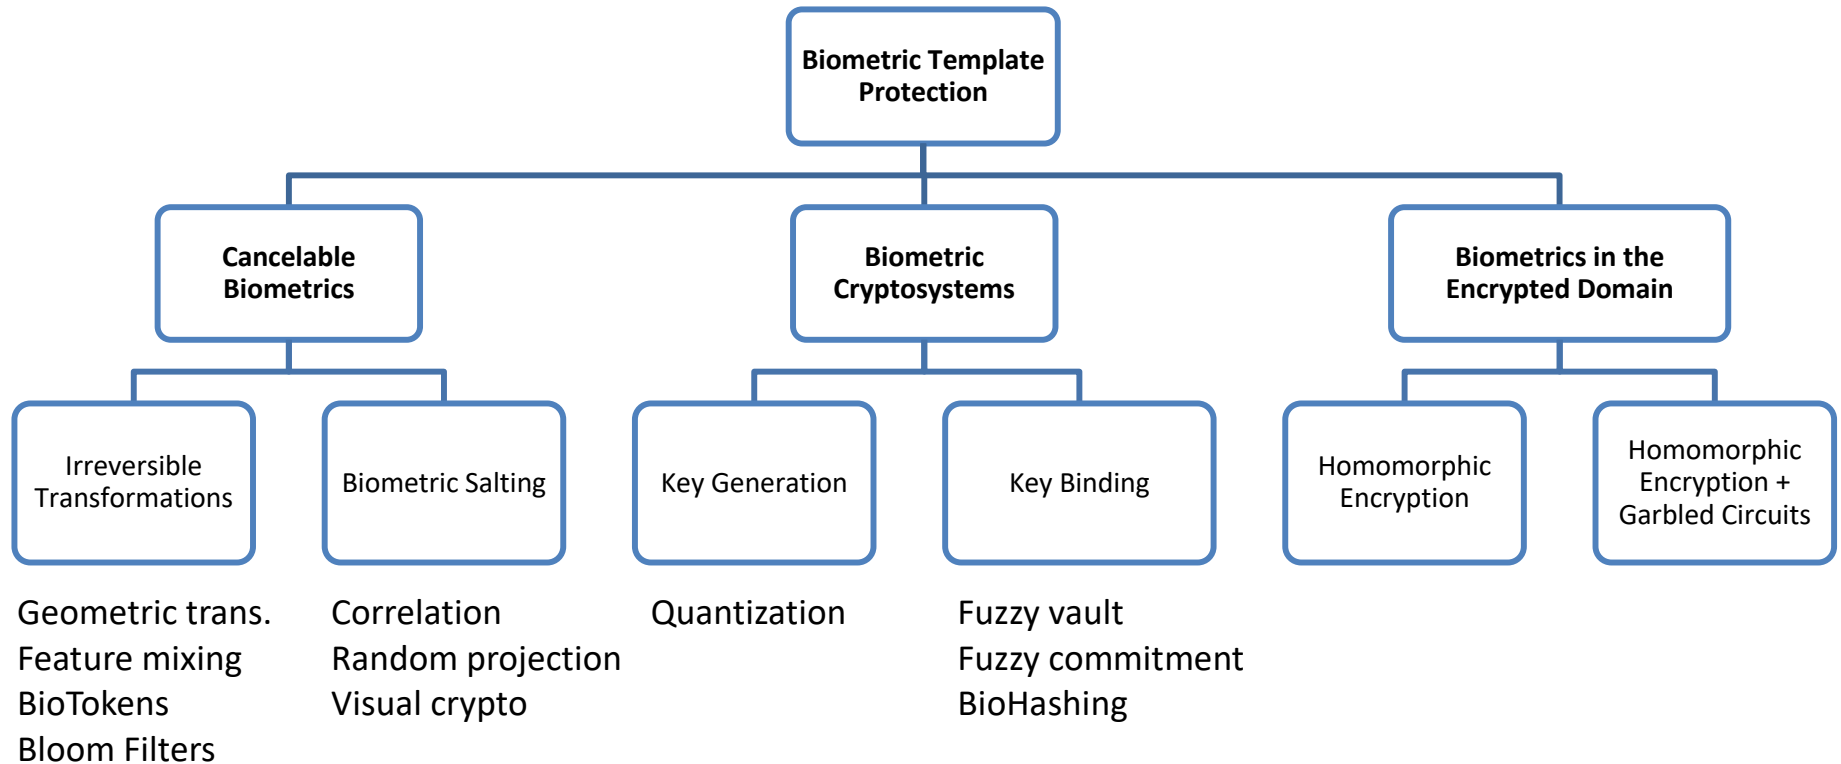 Biometric Template
Protection
Cancelable
Biometrics
Biometric
Cryptosystems
Biometrics in the
Encrypted Domain
Irreversible
Transformations
Biometric Salting
Key Generation
Key Binding
Homomorphic
Encryption
Homomorphic
Encryption +
Garbled Circuits
Geometric trans.
Feature mixing
BioTokens
Bloom Filters
Correlation
Random projection
Visual crypto
Quantization
Fuzzy vault
Fuzzy commitment
BioHashing